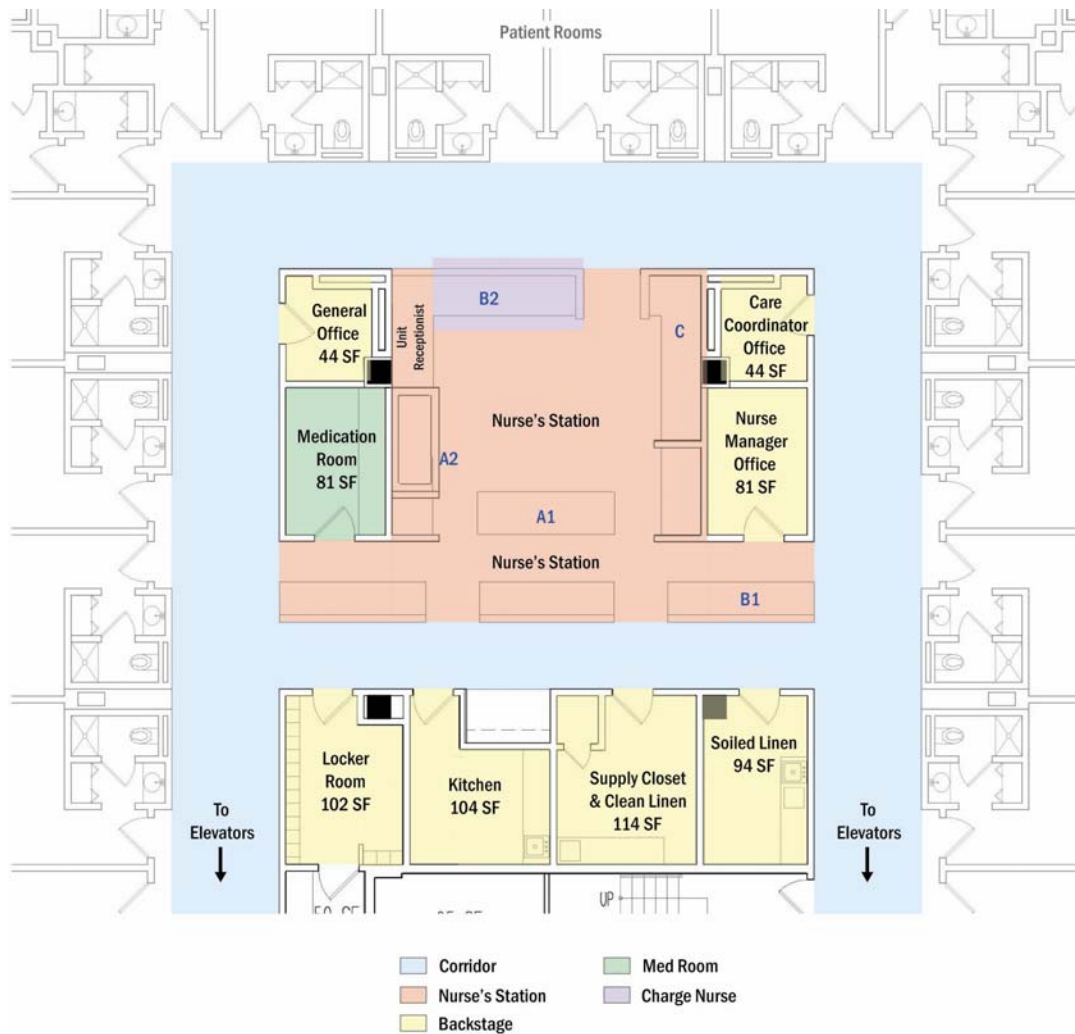 Patient Rooms
General
Office
44 SF
Unit
Receptionist
B2
C
Care
Coordinator
Office
44 SF
Medication
Room
81 SF
A2
Nurse's Station
Nurse
Manager
Office
81 SF
A1
Nurse's Station
B1
Locker
Room
102 SF
Kitchen
104 SF
Supply Closet
& Clean Linen
114 SF
Soiled Linen
94 SF
To
Elevators
To
Elevators
UP
Corridor
Nurse's Station
Backstage
Med Room
Charge Nurse